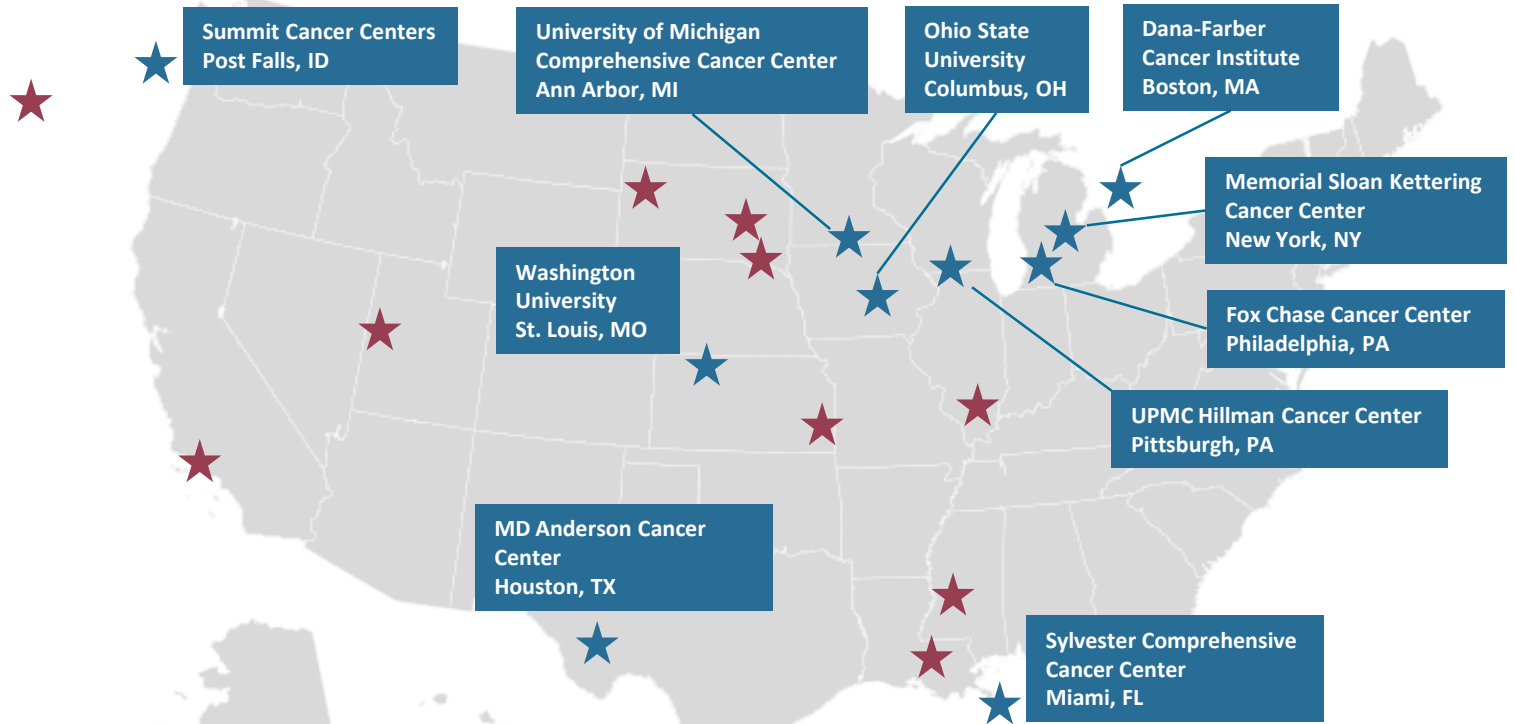 Summit Cancer Centers
Post Falls, ID
University of Michigan
Comprehensive Cancer Center
Ann Arbor, MI
Ohio State
University
Columbus, OH
Dana-Farber
Cancer Institute
Boston, MA
Memorial Sloan Kettering
Cancer Center
New York, NY
Washington
University
St. Louis, MO
Fox Chase Cancer Center
Philadelphia, PA
UPMC Hillman Cancer Center
Pittsburgh, PA
MD Anderson Cancer
Center
Houston, TX
Sylvester Comprehensive
Cancer Center
Miami, FL